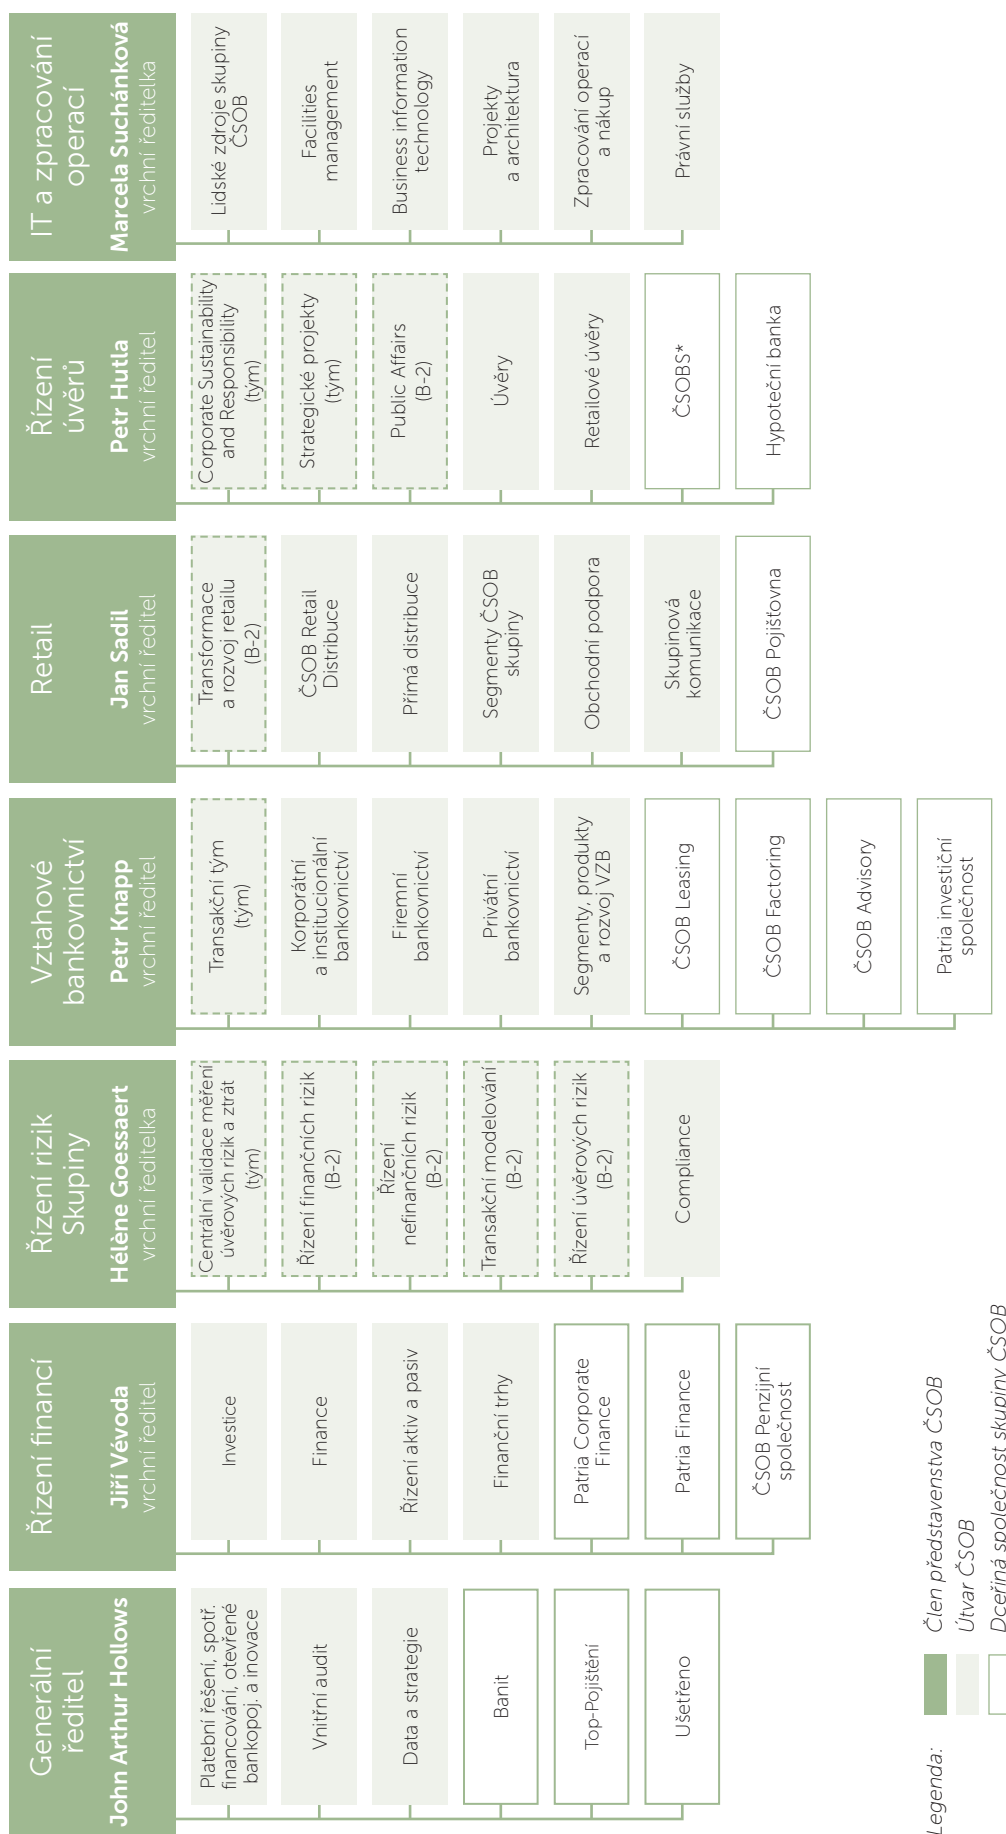 Generální
ředitel
John Arthur Hollows
Platební řešení, spotř.
financování, otevřené
bankopoj. a inovace
Vnitřní audit
Data a strategie
Banit
Top-Pojištění
Ušetřeno
Řízení financí
Jiří Vévoda
vrchní ředitel
Investice
Finance
Řízení aktiv a pasiv
Finanční trhy
Patria Corporate
Finance
Patria Finance
ČSOB Penzijní
společnost
Řízení rizik
Skupiny
Hélène Goessaert
vrchní ředitelka
Centrální validace měření
úvěrových rizik a ztrát
(tým)
Řízení finančních rizik
(B-2)
Řízení
nefinančních rizik
(B-2)
Transakční modelování
(B-2)
Řízení úvěrových rizik
(B-2)
Compliance
Vztahové
bankovnictví
Petr Knapp
vrchní ředitel
Transakční tým
(tým)
Korporátní
a institucionální
bankovnictví
Firemní
bankovnictví
Privátní
bankovnictví
Segmenty, produkty
a rozvoj VZB
ČSOB Leasing
ČSOB Factoring
ČSOB Advisory
Patria investiční
společnost
Retail
Jan Sadil
vrchní ředitel
Transformace
a rozvoj retailu
(B-2)
ČSOB Retail
Distribuce
Přímá distribuce
Segmenty ČSOB
skupiny
Obchodní podpora
Skupinová
komunikace
ČSOB Pojišťovna
Řízení
úvěrů
Petr Hutla
vrchní ředitel
Corporate Sustainability
and Responsibility
(tým)
Strategické projekty
(tým)
Public Affairs
(B-2)
Úvěry
Retailové úvěry
ČSOBS*
Hypoteční banka
IT a zpracování
operací
Marcela Suchánková
vrchní ředitelka
Lidské zdroje skupiny
ČSOB
Facilities
management
Business information
technology
Projekty
a architektura
Zpracování operací
a nákup
Právní služby
Legenda:
Člen představenstva ČSOB
Útvar ČSOB
Dceřiná společnost skupiny ČSOB